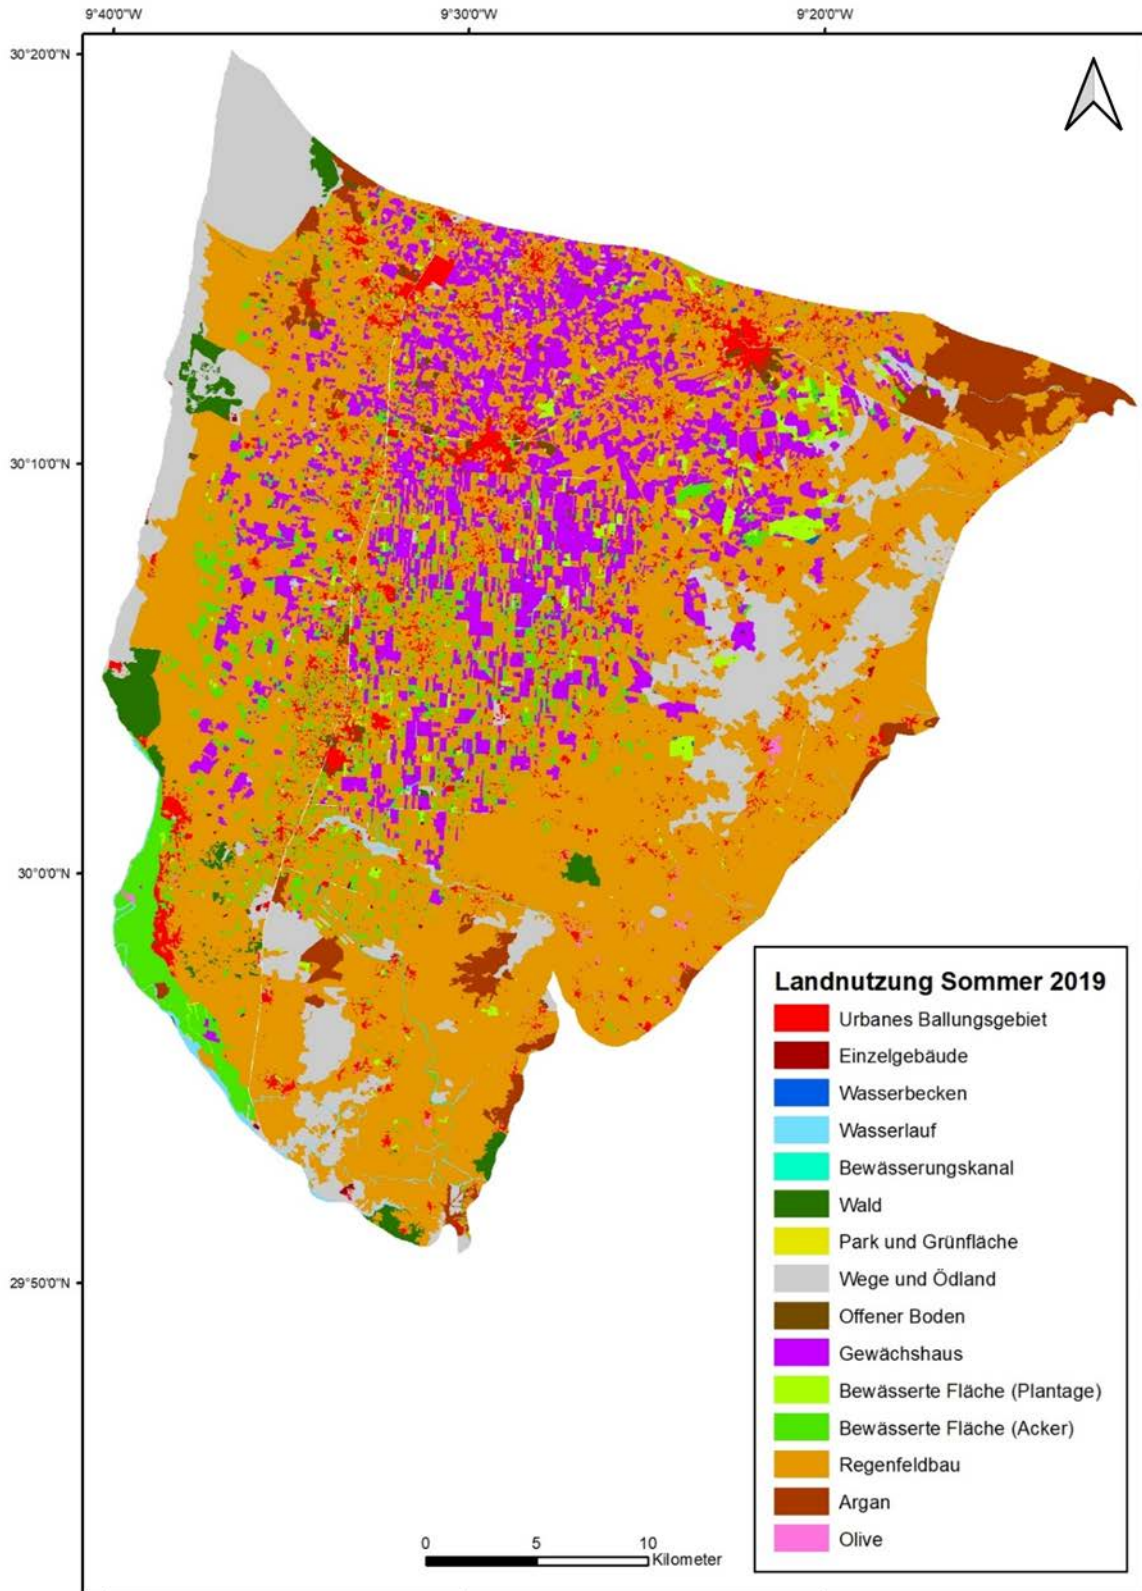 9°40'0"W 9°30'0"W 9°20'0"W
30°20'0"N
30°10'0"N
30°0'0"N
29°50'0"N
Landnutzung Sommer 2019
Urbanes Ballungsgebiet
Einzelgebäude
Wasserbecken
Wasserlauf
Bewässerungskanal
Wald
Park und Grünfläche
Wege und Ödland
Offener Boden
Gewächshaus
Bewässerte Fläche (Plantage)
Bewässerte Fläche (Acker)
Regenfeldbau
Argan
Olive
0 5 10
Kilometer